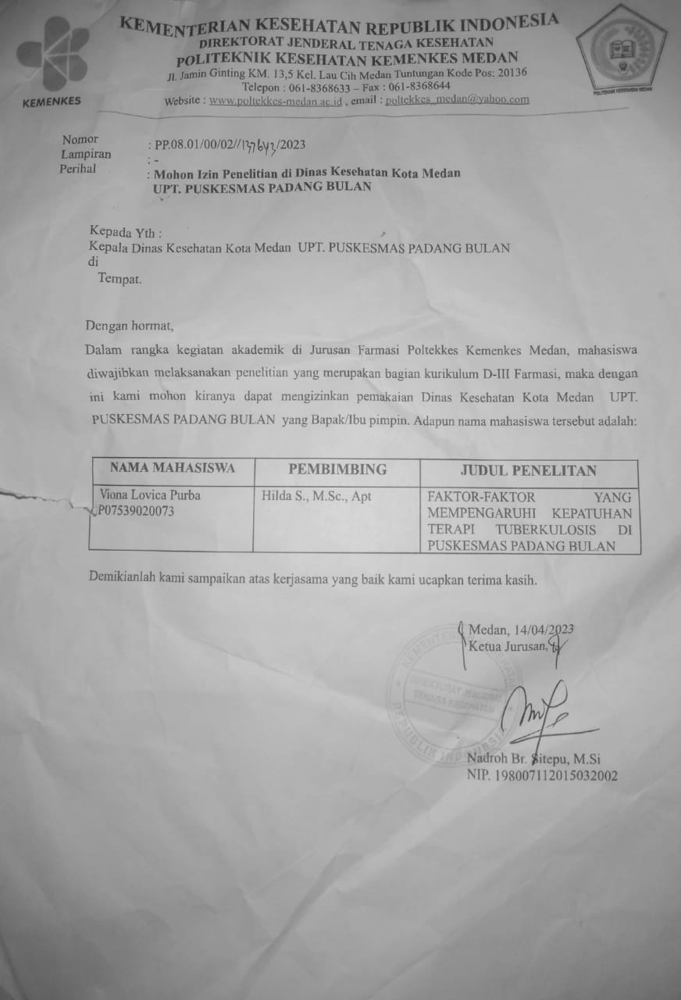 KEMENTERIAN KESEHATAN REPUBLIK INDONESIA
DIREKTORAT JENDERAL TENAGA KESEHATAN
POLITEKNIK KESEHATAN KEMENKES MEDAN
Jl. Jamin Ginting KM. 13,5 Kel. Lau Cih Medan Tuntungan Kode Pos: 20136
Telepon : 061-8368633 – Fax : 061-8368644
Website : www.poltekkes-medan.ac.id , email : poltekkes_medan@yahoo.com
KEMENKES
POLITEKNIK KESEHATAN MEDAN
Nomor : PP.08.01/00/02//137643/2023
Lampiran : -
Perihal : Mohon Izin Penelitian di Dinas Kesehatan Kota Medan
UPT. PUSKESMAS PADANG BULAN
Kepada Yth :
Kepala Dinas Kesehatan Kota Medan UPT. PUSKESMAS PADANG BULAN
di
Tempat.
Dengan hormat,
Dalam rangka kegiatan akademik di Jurusan Farmasi Poltekkes Kemenkes Medan, mahasiswa
diwajibkan melaksanakan penelitian yang merupakan bagian kurikulum D-III Farmasi, maka dengan
ini kami mohon kiranya dapat mengizinkan pemakaian Dinas Kesehatan Kota Medan UPT.
PUSKESMAS PADANG BULAN yang Bapak/Ibu pimpin. Adapun nama mahasiswa tersebut adalah:
NAMA MAHASISWA PEMBIMBING JUDUL PENELITAN
Viona Lovica Purba Hilda S., M.Sc., Apt FAKTOR-FAKTOR YANG
P07539020073 MEMPENGARUHI KEPATUHAN
TERAPI TUBERKULOSIS DI
PUSKESMAS PADANG BULAN
Demikianlah kami sampaikan atas kerjasama yang baik kami ucapkan terima kasih.
Medan, 14/04/2023
Ketua Jurusan,
DIREKTORAT JENDERAL
TENAGA KESEHATAN
REPUBLIK INDONESIA
Nadroh Br. Sitepu, M.Si
NIP. 198007112015032002